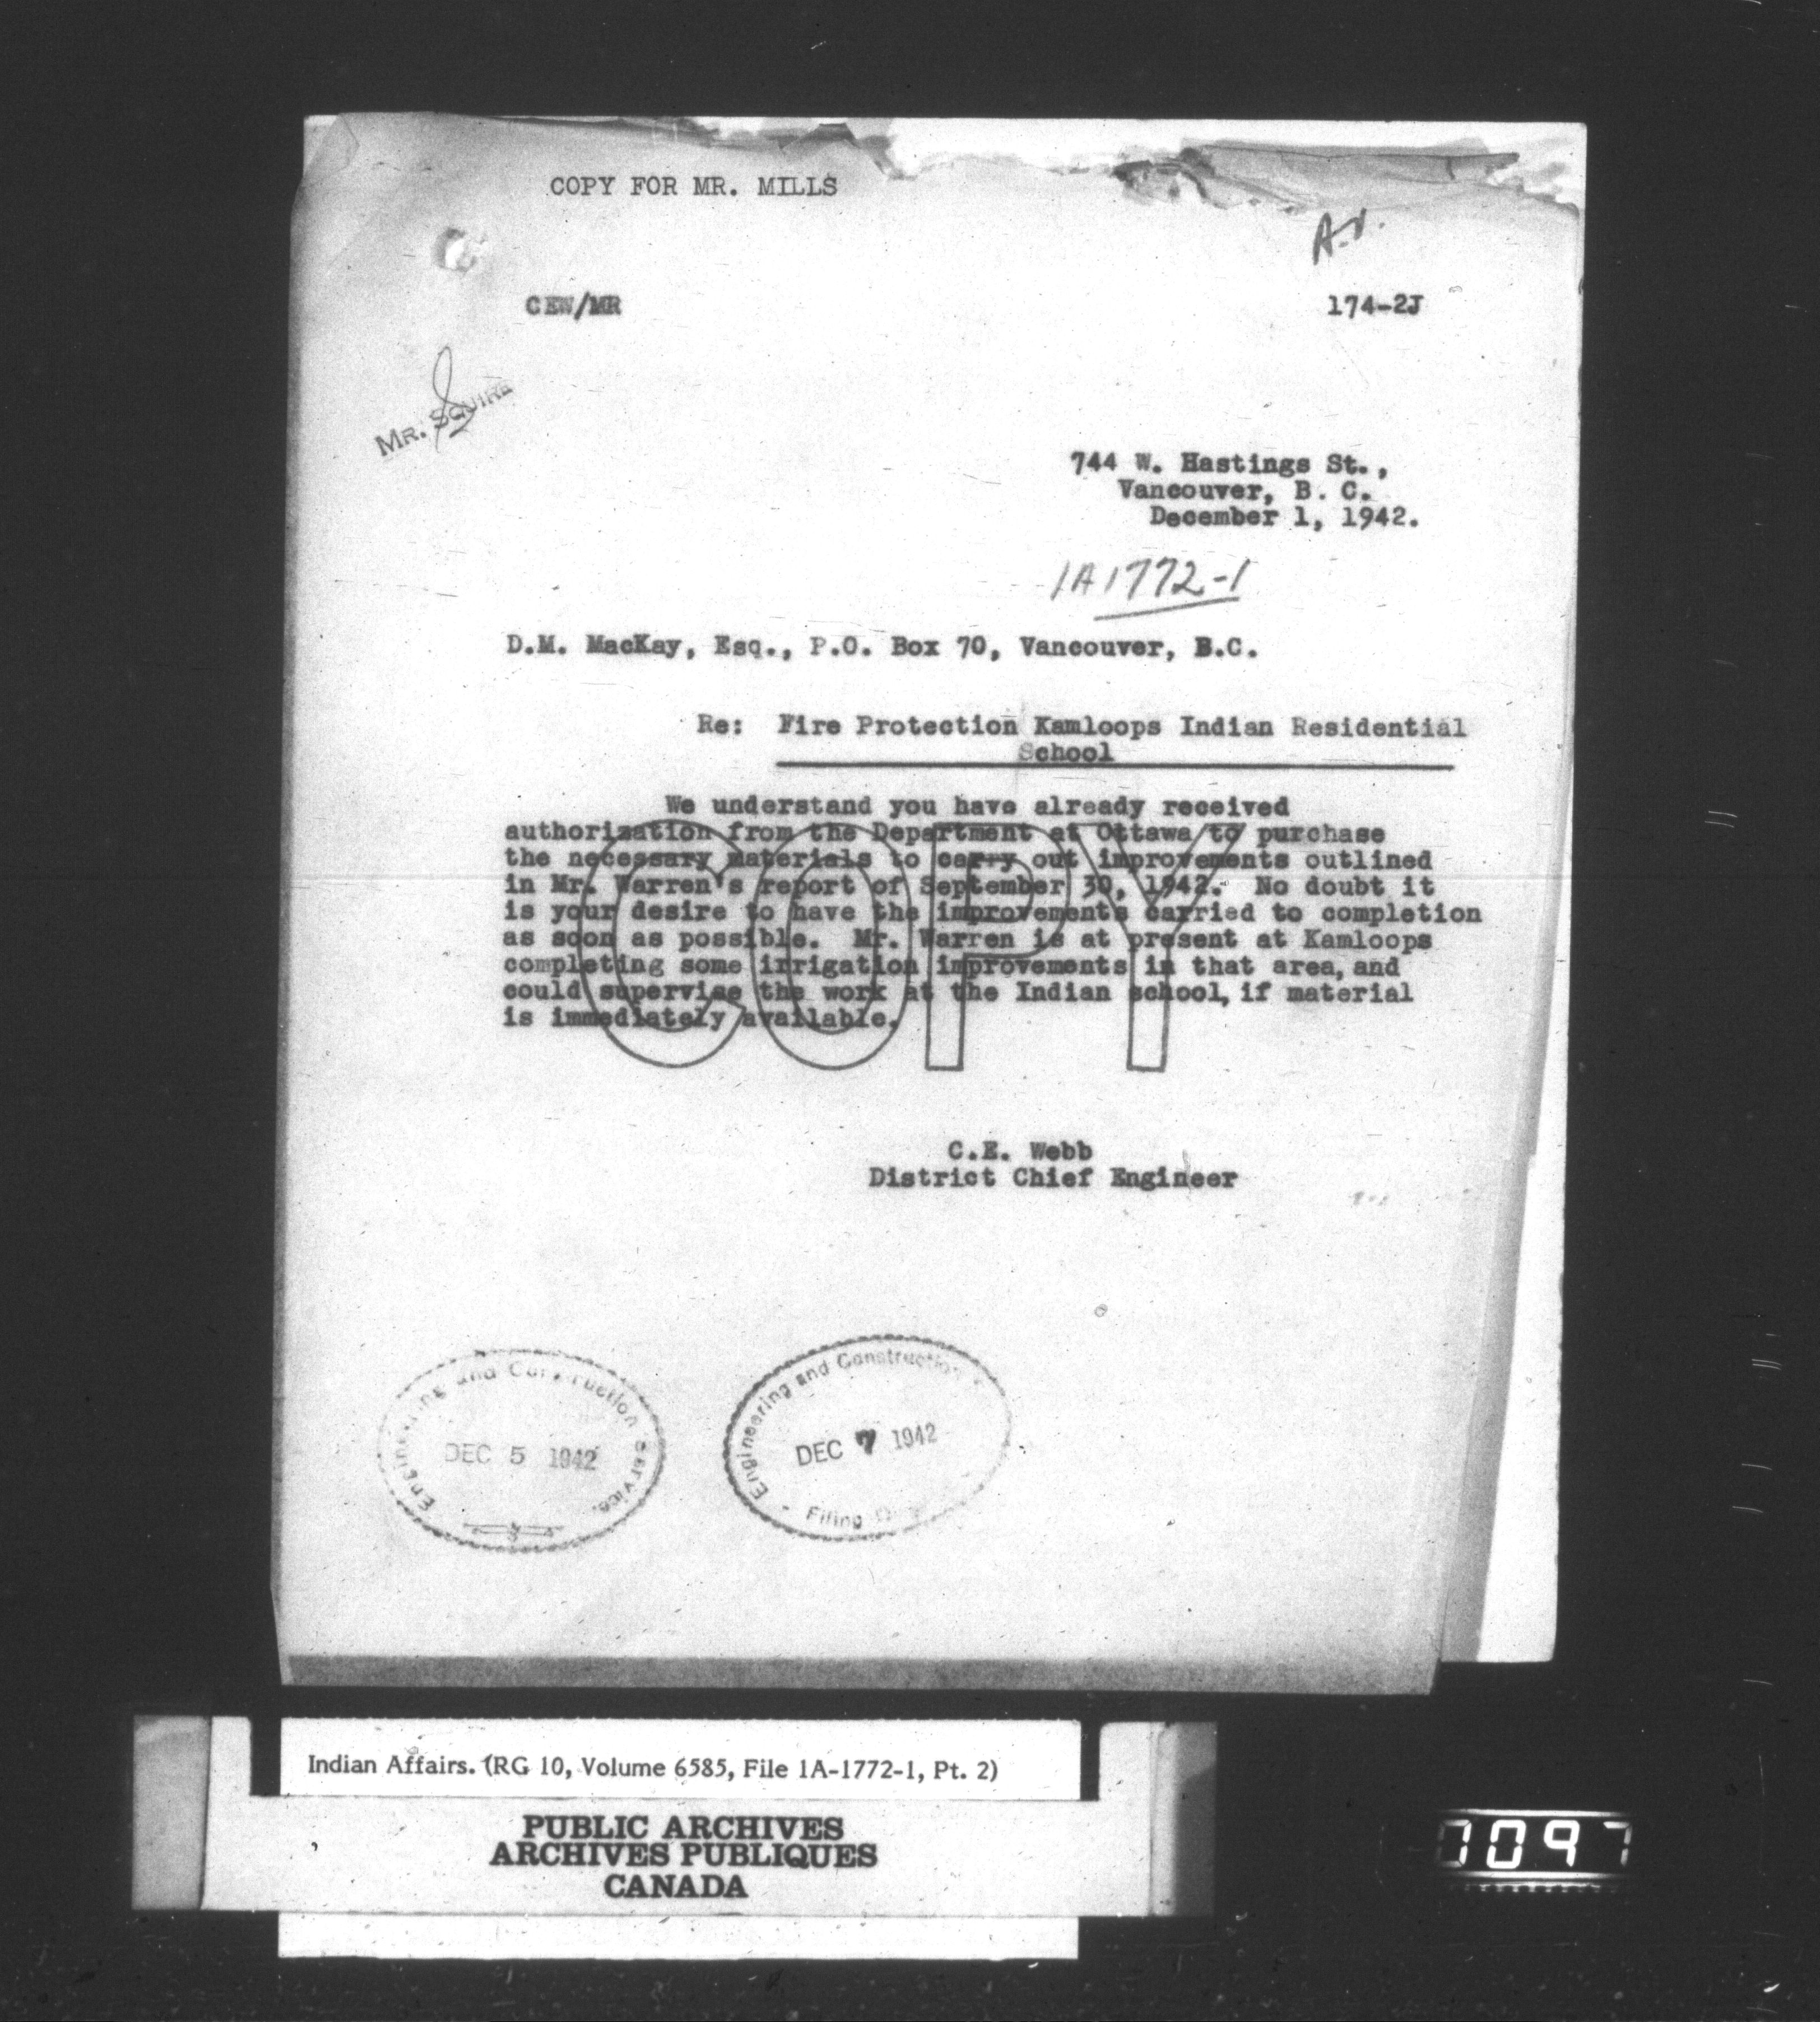 COPY FOR MR. MILLS
CEW/MR
174-2J
MR. SQUIRE
744 W. Hastings St.,
Vancouver, B. C.
December 1, 1942.
1A1772-1
D.M. MacKay, Esq., P.O. Box 70, Vancouver, B.C.
Re: Fire Protection Kamloops Indian Residential
School
We understand you have already received
authorization from the Department at Ottawa to purchase
the necessary materials to carry out improvements outlined
in Mr. Warren's report of September 30, 1942. No doubt it
is your desire to have the improvements carried to completion
as soon as possible. Mr. Warren is at present at Kamloops
completing some irrigation improvements in that area, and
could supervise the work at the Indian school, if material
is immediately available.
COPY
C.E. Webb
District Chief Engineer
Engineering and Construction Service.
DEC 5 1942
Engineering and Construction
DEC 7 1942
Filing
Indian Affairs. (RG 10, Volume 6585, File 1A-1772-1, Pt. 2)
PUBLIC ARCHIVES
ARCHIVES PUBLIQUES
CANADA
1097